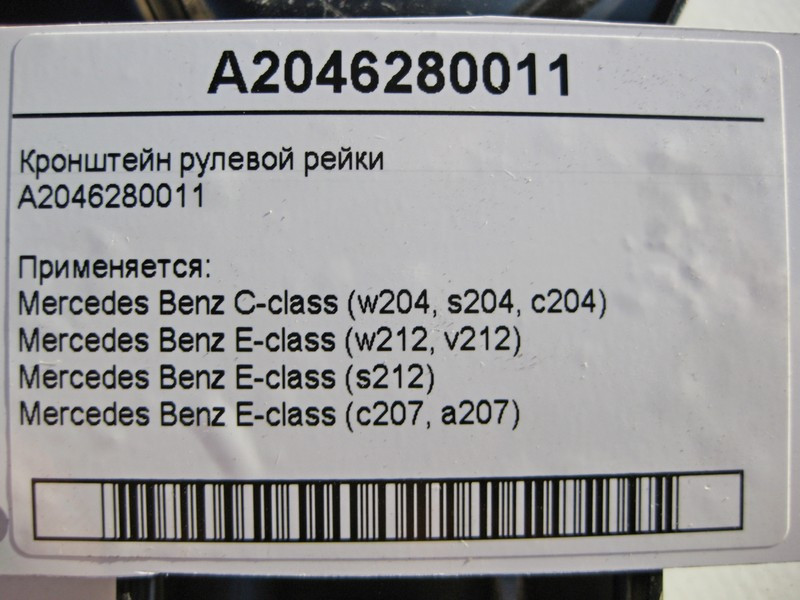 A2046280011
Кронштейн рулевой рейки
A2046280011
Применяется:
Mercedes Benz C-class (w204, s204, c204)
Mercedes Benz E-class (w212, v212)
Mercedes Benz E-class (s212)
Mercedes Benz E-class (c207, a207)